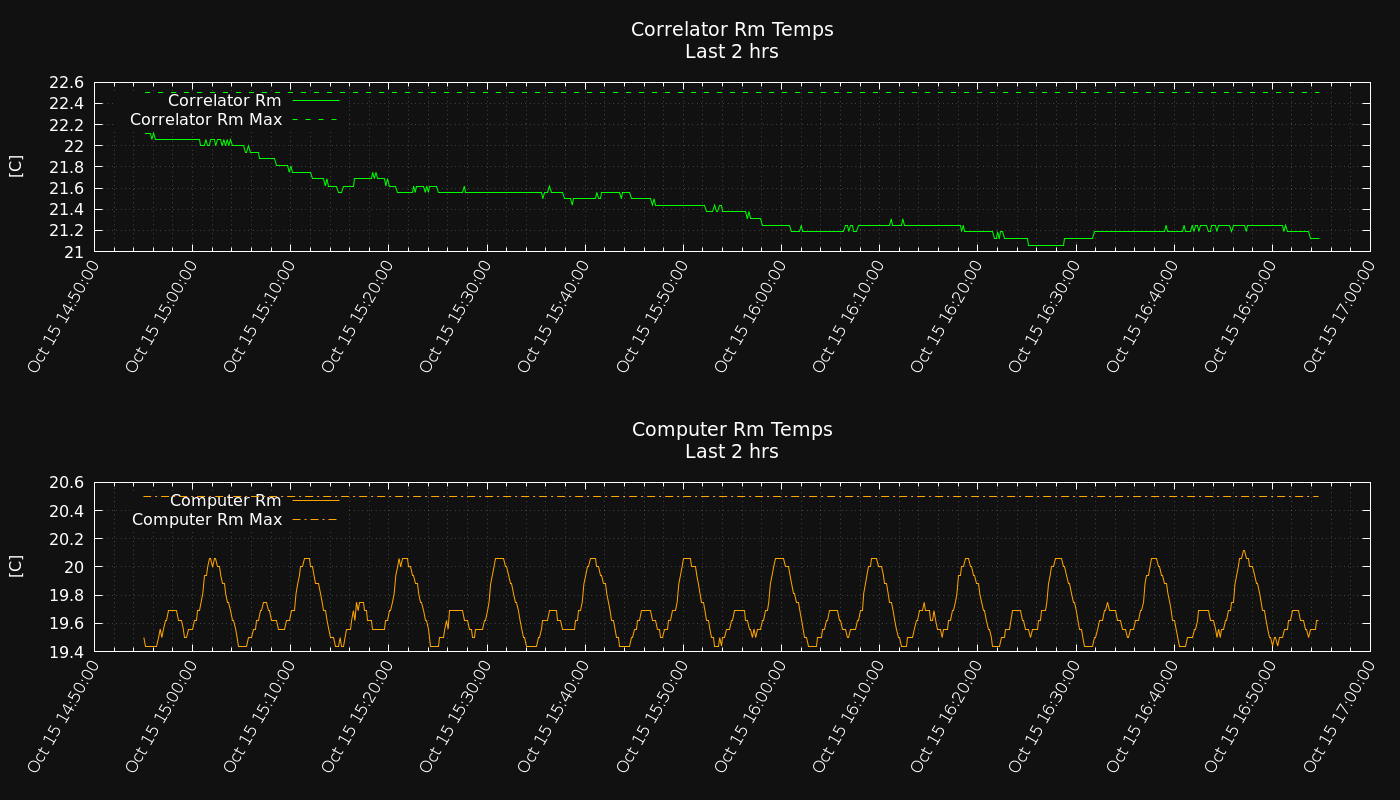 Correlator Rm Temps
Last 2 hrs
22.6
22.4
22.2
22
21.8
21.6
21.4
21.2
21
[C]
Correlator Rm
Correlator Rm Max
Oct 15 14:50:00
Oct 15 15:00:00
Oct 15 15:10:00
Oct 15 15:20:00
Oct 15 15:30:00
Oct 15 15:40:00
Oct 15 15:50:00
Oct 15 16:00:00
Oct 15 16:10:00
Oct 15 16:20:00
Oct 15 16:30:00
Oct 15 16:40:00
Oct 15 16:50:00
Oct 15 17:00:00
Computer Rm Temps
Last 2 hrs
20.6
20.4
20.2
20
19.8
19.6
19.4
[C]
Computer Rm
Computer Rm Max
Oct 15 14:50:00
Oct 15 15:00:00
Oct 15 15:10:00
Oct 15 15:20:00
Oct 15 15:30:00
Oct 15 15:40:00
Oct 15 15:50:00
Oct 15 16:00:00
Oct 15 16:10:00
Oct 15 16:20:00
Oct 15 16:30:00
Oct 15 16:40:00
Oct 15 16:50:00
Oct 15 17:00:00